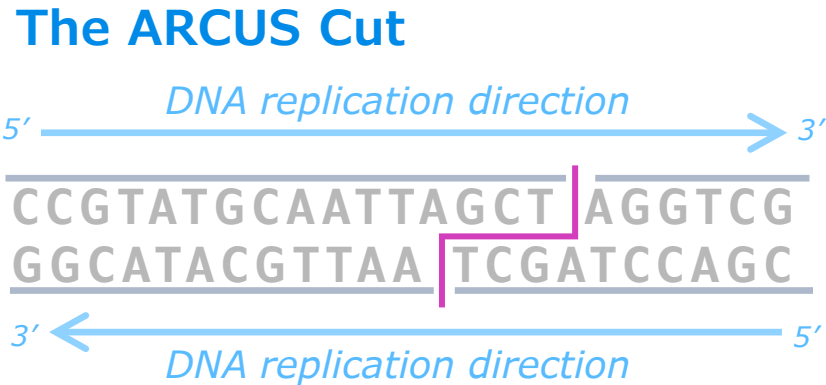 The ARCUS Cut
DNA replication direction
5′ 3′
CCGTATGCAATTAGCT AGGTCG
GGCATACGTTAA TCGATCCAGC
3′ 5′
DNA replication direction